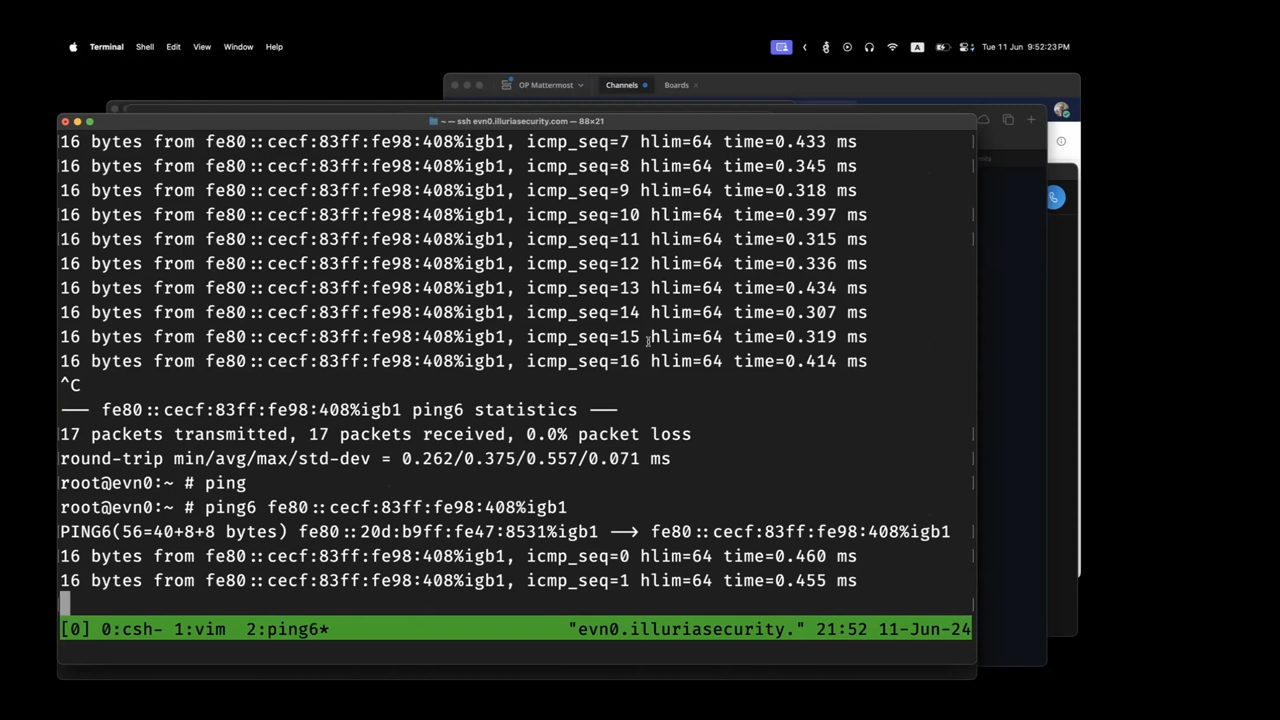 Terminal Shell Edit View Window Help
A Tue 11 Jun 9:52:23 PM
OP Mattermost Channels Boards
~ — ssh evn0.illuriasecurity.com — 88×21
16 bytes from fe80::cecf:83ff:fe98:408%igb1, icmp_seq=7 hlim=64 time=0.433 ms
16 bytes from fe80::cecf:83ff:fe98:408%igb1, icmp_seq=8 hlim=64 time=0.345 ms
16 bytes from fe80::cecf:83ff:fe98:408%igb1, icmp_seq=9 hlim=64 time=0.318 ms
16 bytes from fe80::cecf:83ff:fe98:408%igb1, icmp_seq=10 hlim=64 time=0.397 ms
16 bytes from fe80::cecf:83ff:fe98:408%igb1, icmp_seq=11 hlim=64 time=0.315 ms
16 bytes from fe80::cecf:83ff:fe98:408%igb1, icmp_seq=12 hlim=64 time=0.336 ms
16 bytes from fe80::cecf:83ff:fe98:408%igb1, icmp_seq=13 hlim=64 time=0.434 ms
16 bytes from fe80::cecf:83ff:fe98:408%igb1, icmp_seq=14 hlim=64 time=0.307 ms
16 bytes from fe80::cecf:83ff:fe98:408%igb1, icmp_seq=15 hlim=64 time=0.319 ms
16 bytes from fe80::cecf:83ff:fe98:408%igb1, icmp_seq=16 hlim=64 time=0.414 ms
^C
--- fe80::cecf:83ff:fe98:408%igb1 ping6 statistics ---
17 packets transmitted, 17 packets received, 0.0% packet loss
round-trip min/avg/max/std-dev = 0.262/0.375/0.557/0.071 ms
root@evn0:~ # ping
root@evn0:~ # ping6 fe80::cecf:83ff:fe98:408%igb1
PING6(56=40+8+8 bytes) fe80::20d:b9ff:fe47:8531%igb1 --> fe80::cecf:83ff:fe98:408%igb1
16 bytes from fe80::cecf:83ff:fe98:408%igb1, icmp_seq=0 hlim=64 time=0.460 ms
16 bytes from fe80::cecf:83ff:fe98:408%igb1, icmp_seq=1 hlim=64 time=0.455 ms
[0] 0:csh- 1:vim 2:ping6* "evn0.illuriasecurity." 21:52 11-Jun-24